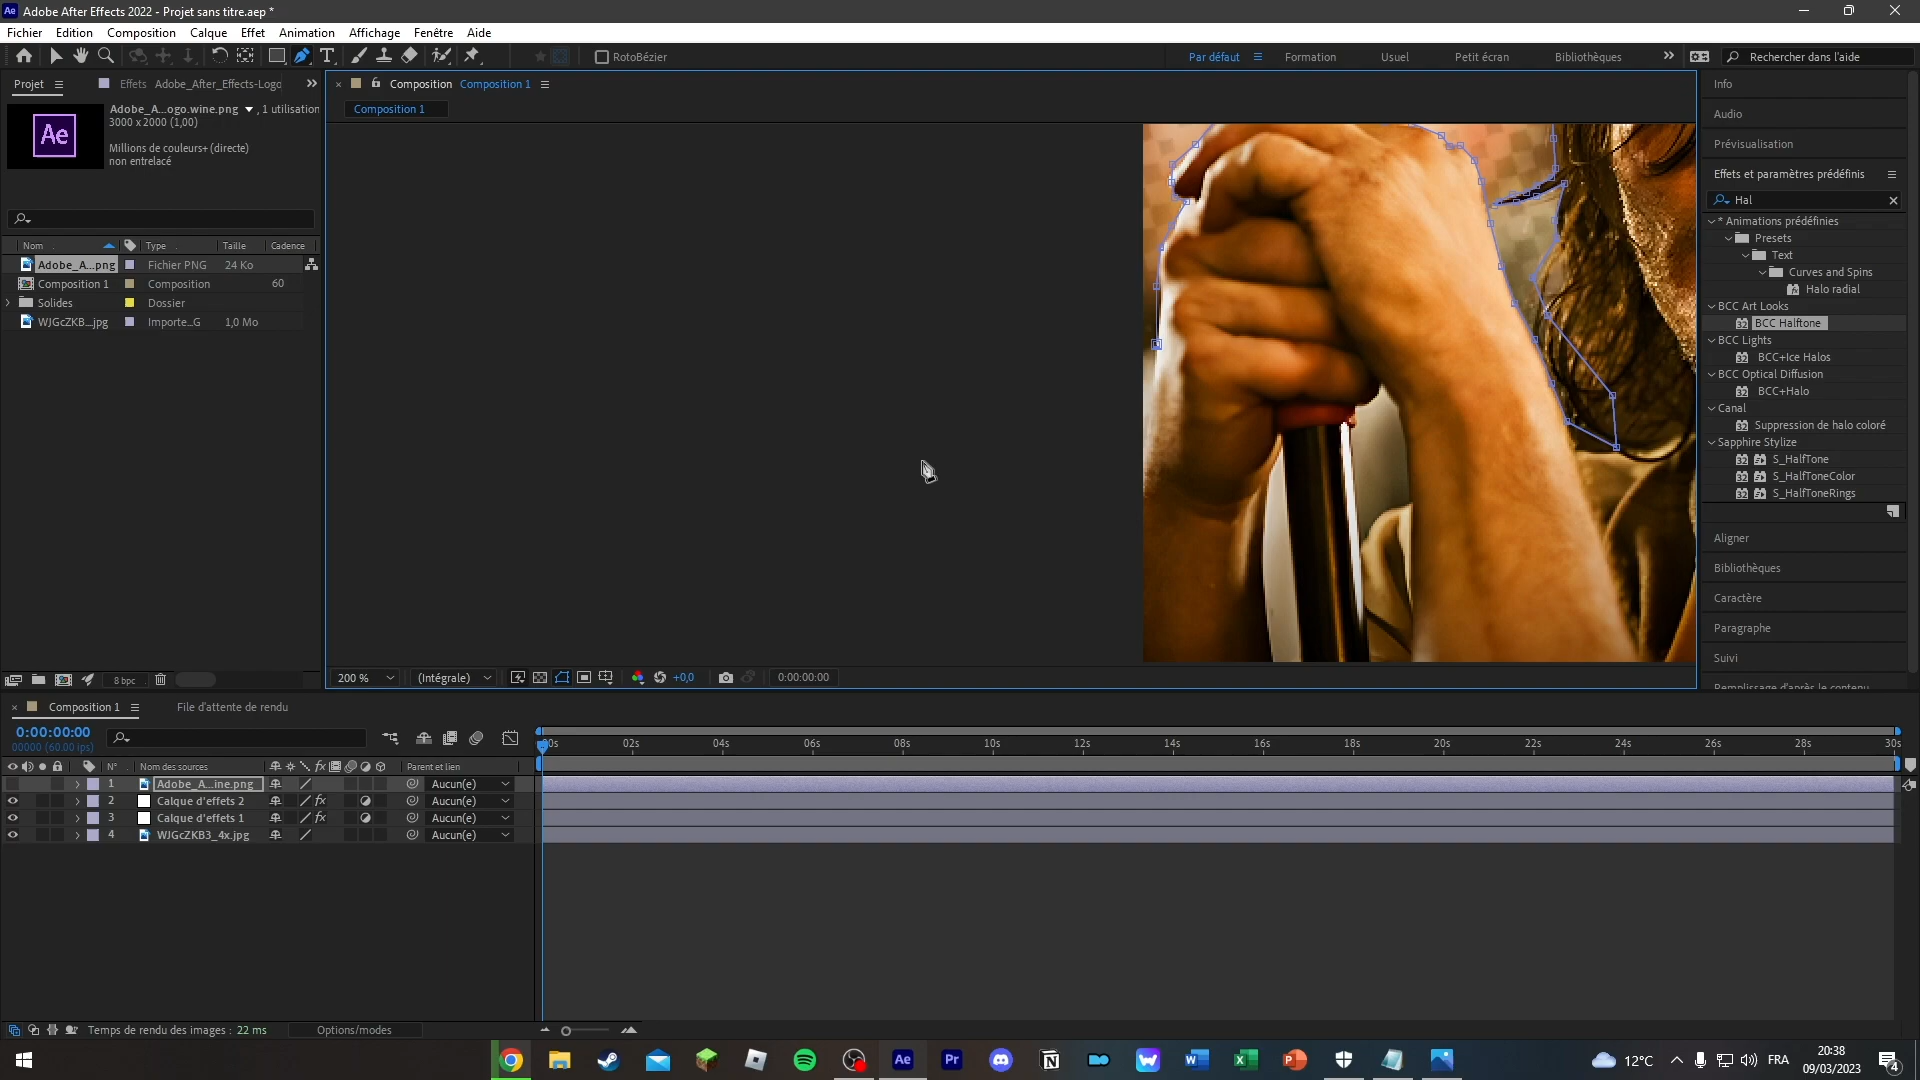 Adobe After Effects 2022 - Projet sans titre.aep *
Fichier Edition Composition Calque Effet Animation Affichage Fenêtre Aide
RotoBézier
Par défaut Formation Usuel Petit écran Bibliothèques Rechercher dans l'aide
Projet Effets Adobe_After_Effects-Logo
Composition Composition 1
Composition 1
Adobe_A...ogo.wine.png , 1 utilisation
3000 x 2000 (1,00)
Ae
Millions de couleurs+ (directe)
non entrelacé
Nom Type Taille Cadence
Adobe_A...png Fichier PNG 24 Ko
Composition 1 Composition 60
Solides Dossier
WJGcZKB...jpg Importe...G 1,0 Mo
8 bpc
200 % (Intégrale) +0,0 0:00:00:00
Info
Audio
Prévisualisation
Effets et paramètres prédéfinis
Hal
* Animations prédéfinies
Presets
Text
Curves and Spins
Halo radial
BCC Art Looks
BCC Halftone
BCC Lights
BCC+Ice Halos
BCC Optical Diffusion
BCC+Halo
Canal
Suppression de halo coloré
Sapphire Stylize
S_HalfTone
S_HalfToneColor
S_HalfToneRings
Aligner
Bibliothèques
Caractère
Paragraphe
Suivi
Remplissage d'après le contenu
Composition 1 File d'attente de rendu
0:00:00:00
00000 (60.00 ips)
00s 02s 04s 06s 08s 10s 12s 14s 16s 18s 20s 22s 24s 26s 28s 30s
N° Nom des sources fx Parent et lien
1 Adobe_A...ine.png Aucun(e)
2 Calque d'effets 2 fx Aucun(e)
3 Calque d'effets 1 fx Aucun(e)
4 WJGcZKB3_4x.jpg Aucun(e)
Temps de rendu des images : 22 ms Options/modes
12°C FRA 20:38
09/03/2023
4